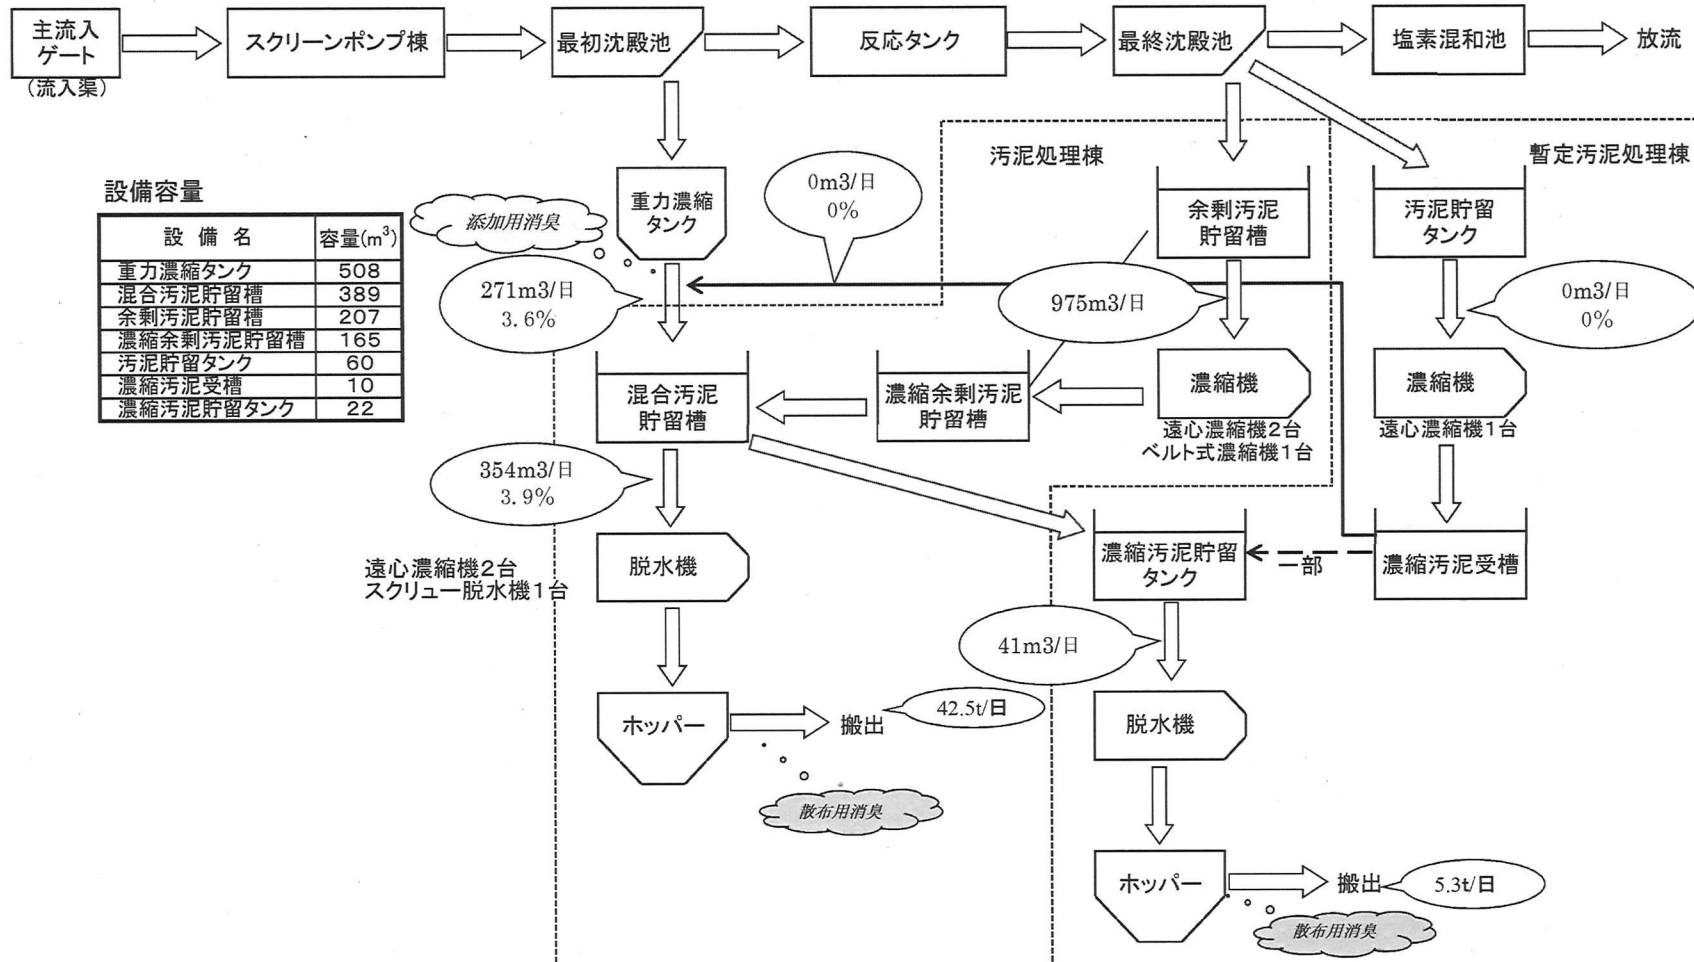 主流入
ゲート
(流入渠)
スクリーンポンプ棟
最初沈殿池
反応タンク
最終沈殿池
塩素混和池
放流
汚泥処理棟
暫定汚泥処理棟
設備容量
設 備 名 容量(m³)
重力濃縮タンク 508
混合汚泥貯留槽 389
余剰汚泥貯留槽 207
濃縮余剰汚泥貯留槽 165
汚泥貯留タンク 60
濃縮汚泥受槽 10
濃縮汚泥貯留タンク 22
添加用消臭
重力濃縮
タンク
0m3/日
0%
余剰汚泥
貯留槽
汚泥貯留
タンク
271m3/日
3.6%
975m3/日
0m3/日
0%
混合汚泥
貯留槽
濃縮余剰汚泥
貯留槽
濃縮機
遠心濃縮機2台
ベルト式濃縮機1台
濃縮機
遠心濃縮機1台
354m3/日
3.9%
遠心濃縮機2台
スクリュー脱水機1台
脱水機
濃縮汚泥貯留
タンク
一部
濃縮汚泥受槽
41m3/日
ホッパー
搬出
42.5t/日
散布用消臭
脱水機
ホッパー
搬出
5.3t/日
散布用消臭